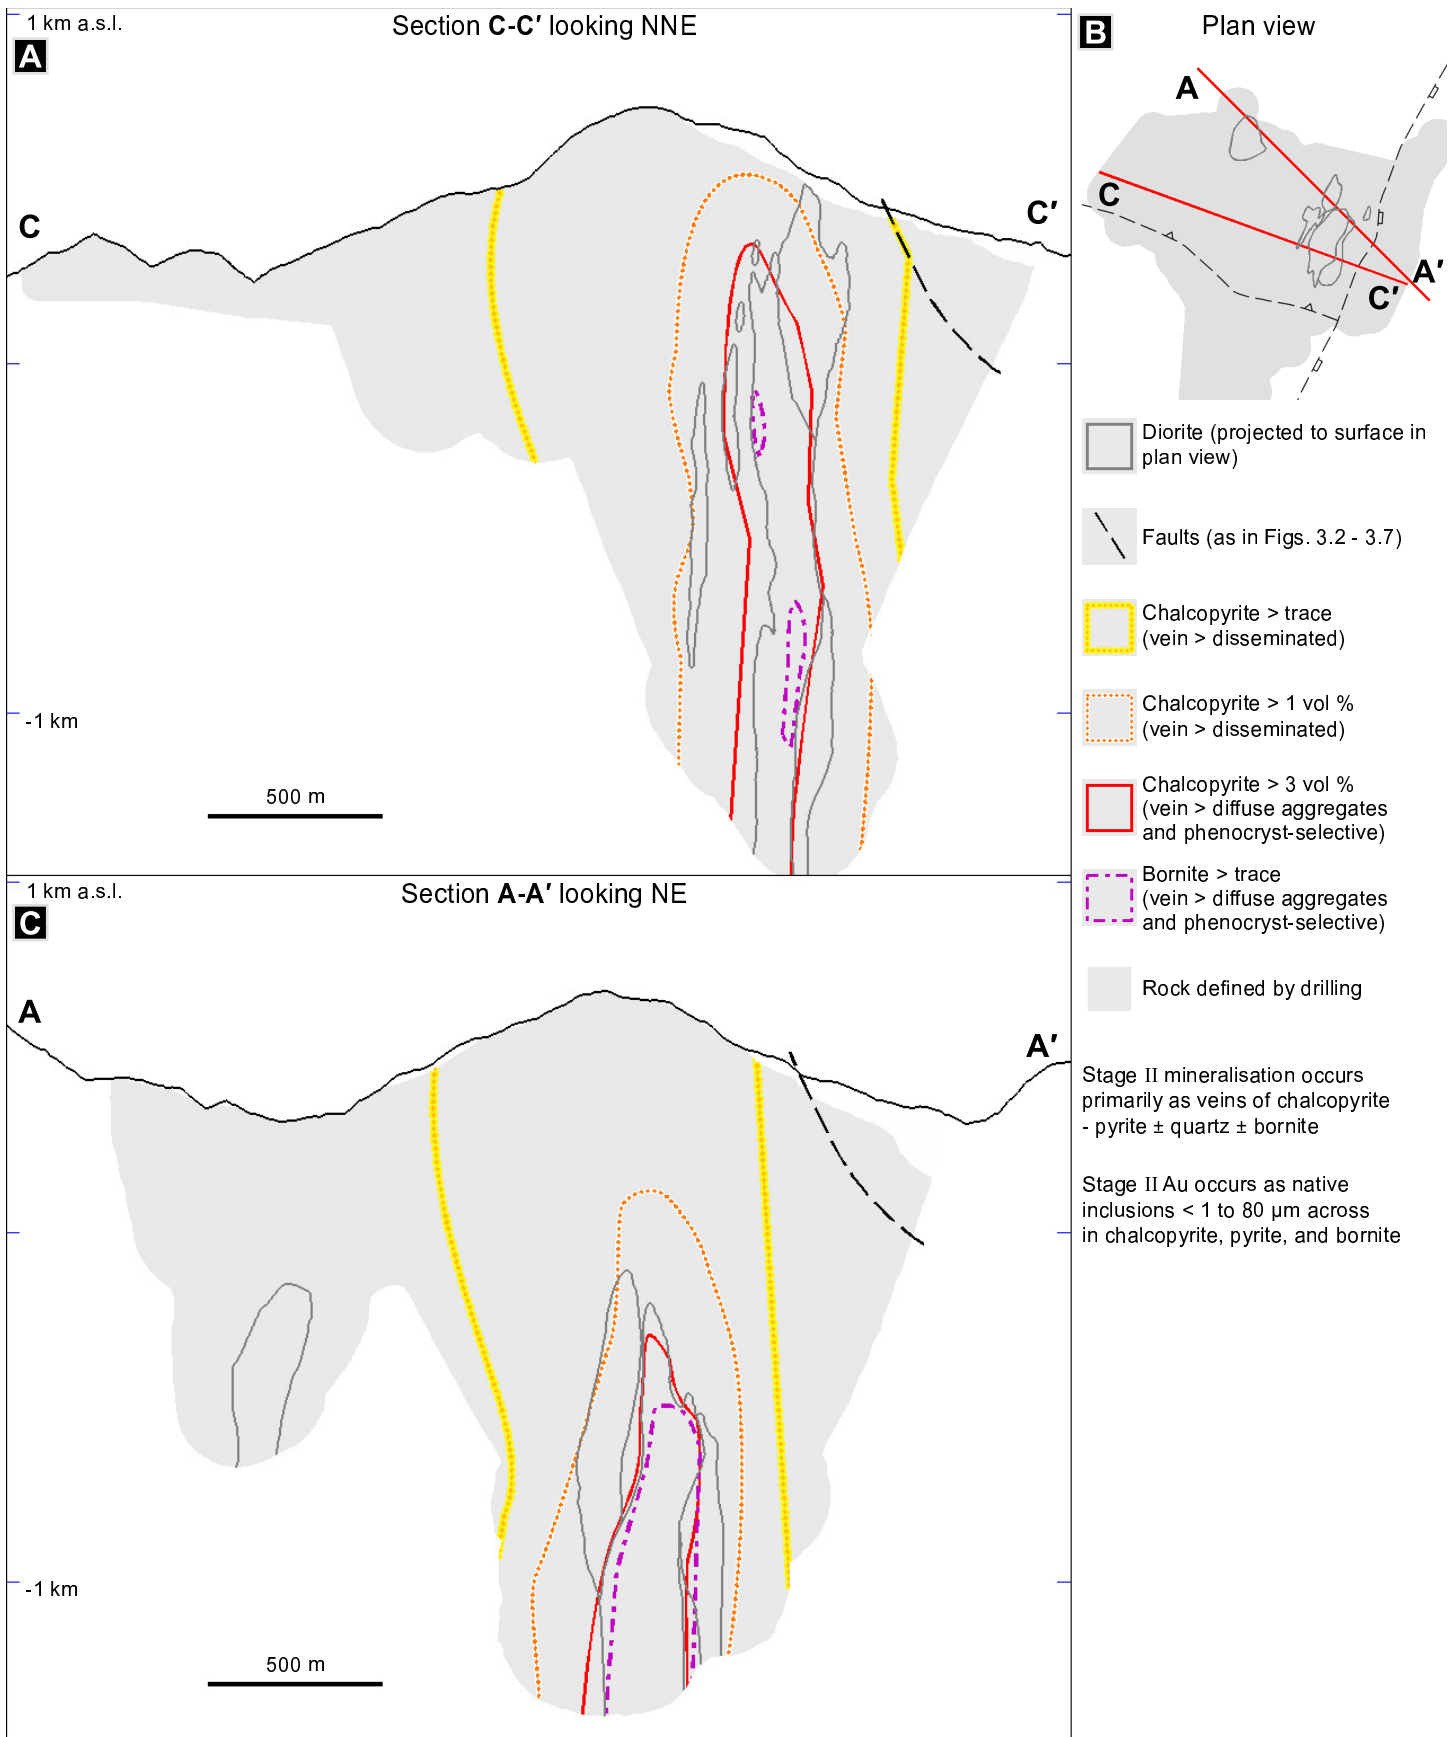 1 km a.s.l.
Section C-C′ looking NNE
A
C
C′
-1 km
500 m
B
Plan view
A
C
A′
C′
Diorite (projected to surface in
plan view)
Faults (as in Figs. 3.2 - 3.7)
Chalcopyrite > trace
(vein > disseminated)
Chalcopyrite > 1 vol %
(vein > disseminated)
Chalcopyrite > 3 vol %
(vein > diffuse aggregates
and phenocryst-selective)
Bornite > trace
(vein > diffuse aggregates
and phenocryst-selective)
Rock defined by drilling
Stage II mineralisation occurs
primarily as veins of chalcopyrite
- pyrite ± quartz ± bornite
Stage II Au occurs as native
inclusions < 1 to 80 µm across
in chalcopyrite, pyrite, and bornite
1 km a.s.l.
Section A-A′ looking NE
C
A
A′
-1 km
500 m